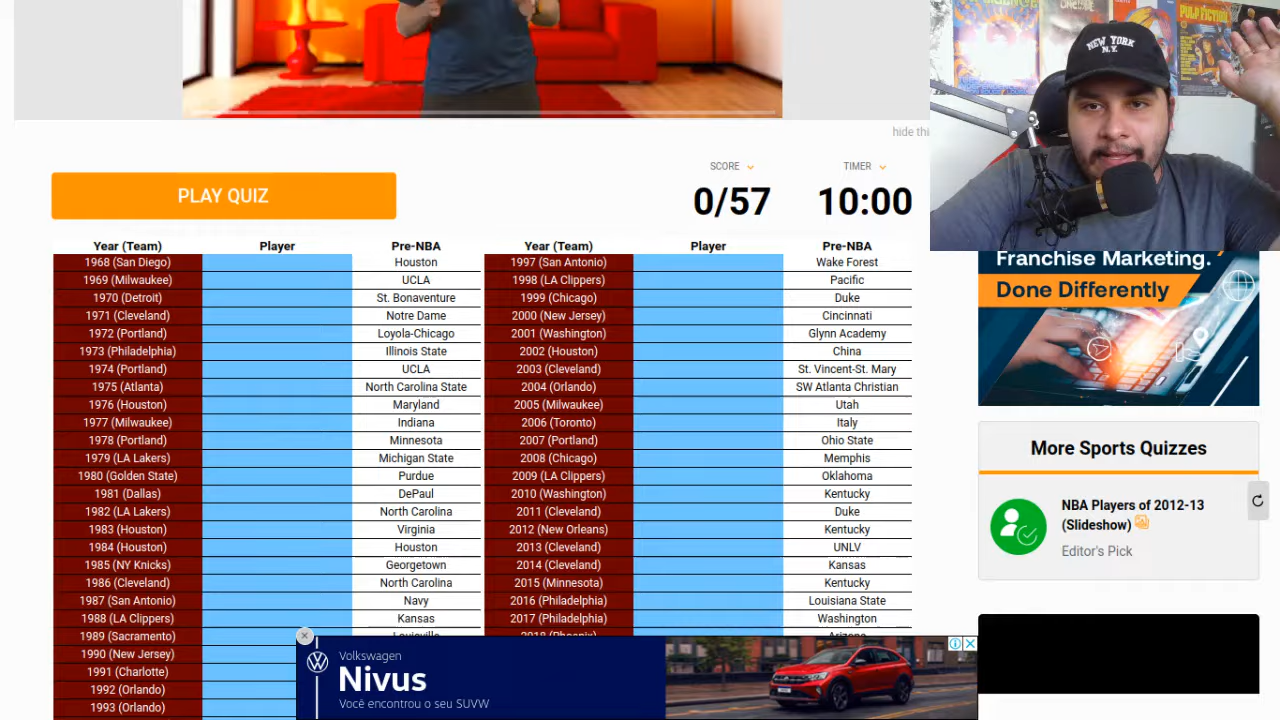 NEW YORK
N.Y.
PULP FICTION
hide thi
PLAY QUIZ
SCORE
0/57
TIMER
10:00
Year (Team) Player Pre-NBA Year (Team) Player Pre-NBA
1968 (San Diego) Houston 1997 (San Antonio) Wake Forest
1969 (Milwaukee) UCLA 1998 (LA Clippers) Pacific
1970 (Detroit) St. Bonaventure 1999 (Chicago) Duke
1971 (Cleveland) Notre Dame 2000 (New Jersey) Cincinnati
1972 (Portland) Loyola-Chicago 2001 (Washington) Glynn Academy
1973 (Philadelphia) Illinois State 2002 (Houston) China
1974 (Portland) UCLA 2003 (Cleveland) St. Vincent-St. Mary
1975 (Atlanta) North Carolina State 2004 (Orlando) SW Atlanta Christian
1976 (Houston) Maryland 2005 (Milwaukee) Utah
1977 (Milwaukee) Indiana 2006 (Toronto) Italy
1978 (Portland) Minnesota 2007 (Portland) Ohio State
1979 (LA Lakers) Michigan State 2008 (Chicago) Memphis
1980 (Golden State) Purdue 2009 (LA Clippers) Oklahoma
1981 (Dallas) DePaul 2010 (Washington) Kentucky
1982 (LA Lakers) North Carolina 2011 (Cleveland) Duke
1983 (Houston) Virginia 2012 (New Orleans) Kentucky
1984 (Houston) Houston 2013 (Cleveland) UNLV
1985 (NY Knicks) Georgetown 2014 (Cleveland) Kansas
1986 (Cleveland) North Carolina 2015 (Minnesota) Kentucky
1987 (San Antonio) Navy 2016 (Philadelphia) Louisiana State
1988 (LA Clippers) Kansas 2017 (Philadelphia) Washington
1989 (Sacramento) Louisville 2018 (Phoenix) Arizona
1990 (New Jersey)
1991 (Charlotte)
1992 (Orlando)
1993 (Orlando)
Franchise Marketing.
Done Differently
More Sports Quizzes
NBA Players of 2012-13
(Slideshow)
Editor's Pick
Volkswagen
Nivus
Você encontrou o seu SUVW